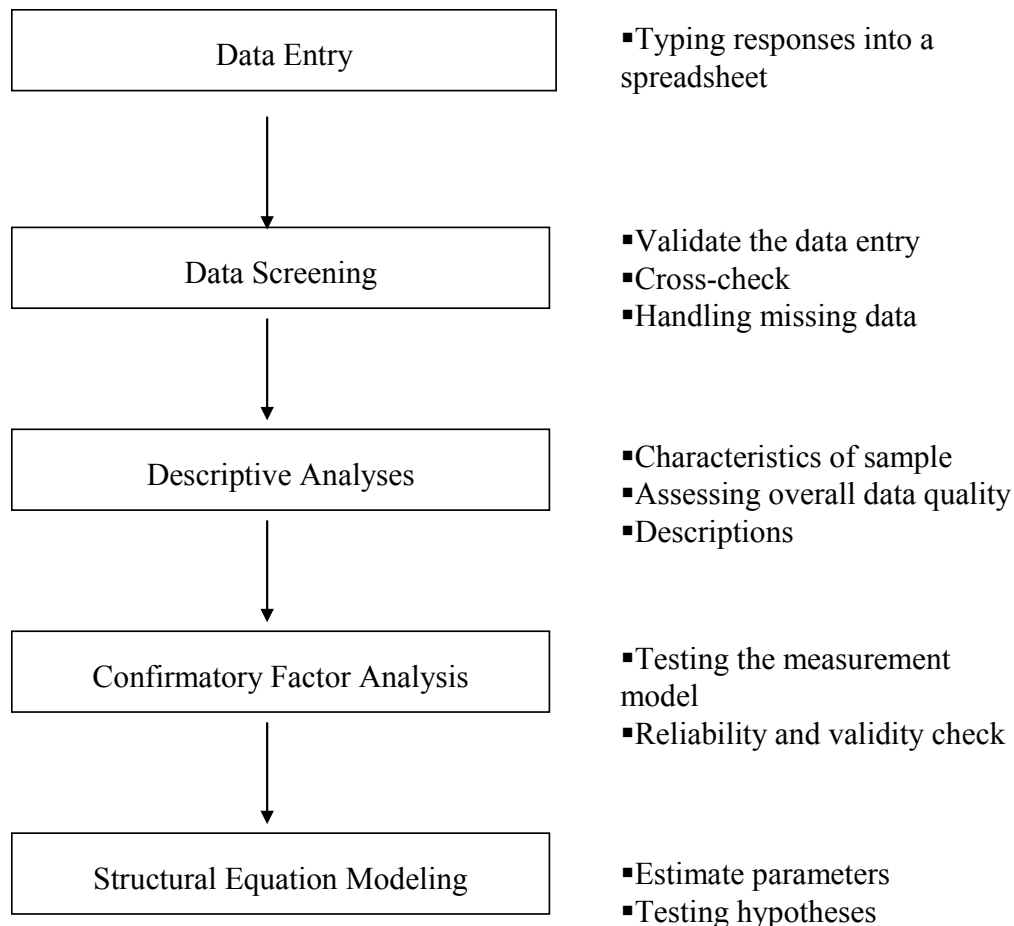 Data Entry
▪Typing responses into a
spreadsheet
Data Screening
▪Validate the data entry
▪Cross-check
▪Handling missing data
Descriptive Analyses
▪Characteristics of sample
▪Assessing overall data quality
▪Descriptions
Confirmatory Factor Analysis
▪Testing the measurement
model
▪Reliability and validity check
Structural Equation Modeling
▪Estimate parameters
▪Testing hypotheses